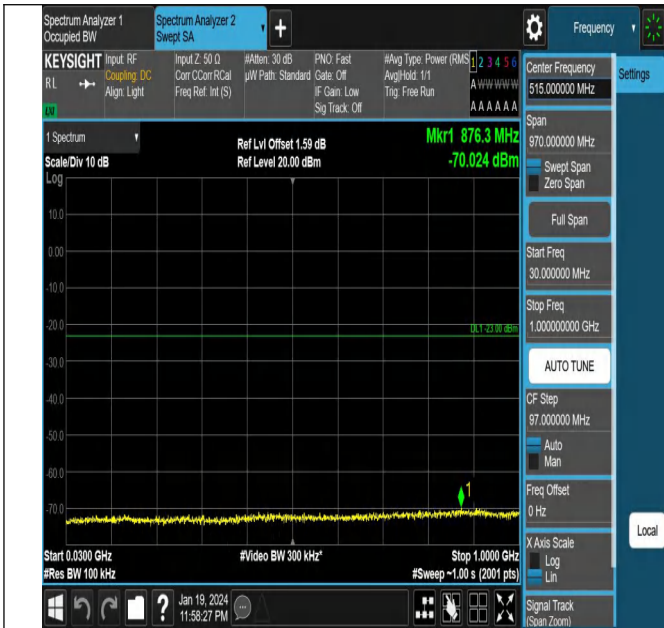 Spectrum Analyzer 1
Occupied BW
Spectrum Analyzer 2
Swept SA
+
Frequency
KEYSIGHT
RL
LXI
Input: RF
Coupling: DC
Align: Light
Input Z: 50 Ω
Corr CCorr RCal
Freq Ref: Int (S)
#Atten: 30 dB
µW Path: Standard
PNO: Fast
Gate: Off
IF Gain: Low
Sig Track: Off
#Avg Type: Power (RMS
Avg|Hold: 1/1
Trig: Free Run
1 2 3 4 5 6
A W W W W W
A A A A A A
1 Spectrum
Scale/Div 10 dB
Log
Ref Lvl Offset 1.59 dB
Ref Level 20.00 dBm
Mkr1 876.3 MHz
-70.024 dBm
10.0
0.00
-10.0
-20.0
DL1 -23.00 dBm
-30.0
-40.0
-50.0
-60.0
-70.0
1
Start 0.0300 GHz
#Res BW 100 kHz
#Video BW 300 kHz*
Stop 1.0000 GHz
#Sweep ~1.00 s (2001 pts)
?
Jan 19, 2024
11:58:27 PM
Center Frequency
515.000000 MHz
Settings
Span
970.000000 MHz
Swept Span
Zero Span
Full Span
Start Freq
30.000000 MHz
Stop Freq
1.000000000 GHz
AUTO TUNE
CF Step
97.000000 MHz
Auto
Man
Freq Offset
0 Hz
Local
X Axis Scale
Log
Lin
Signal Track
(Span Zoom)